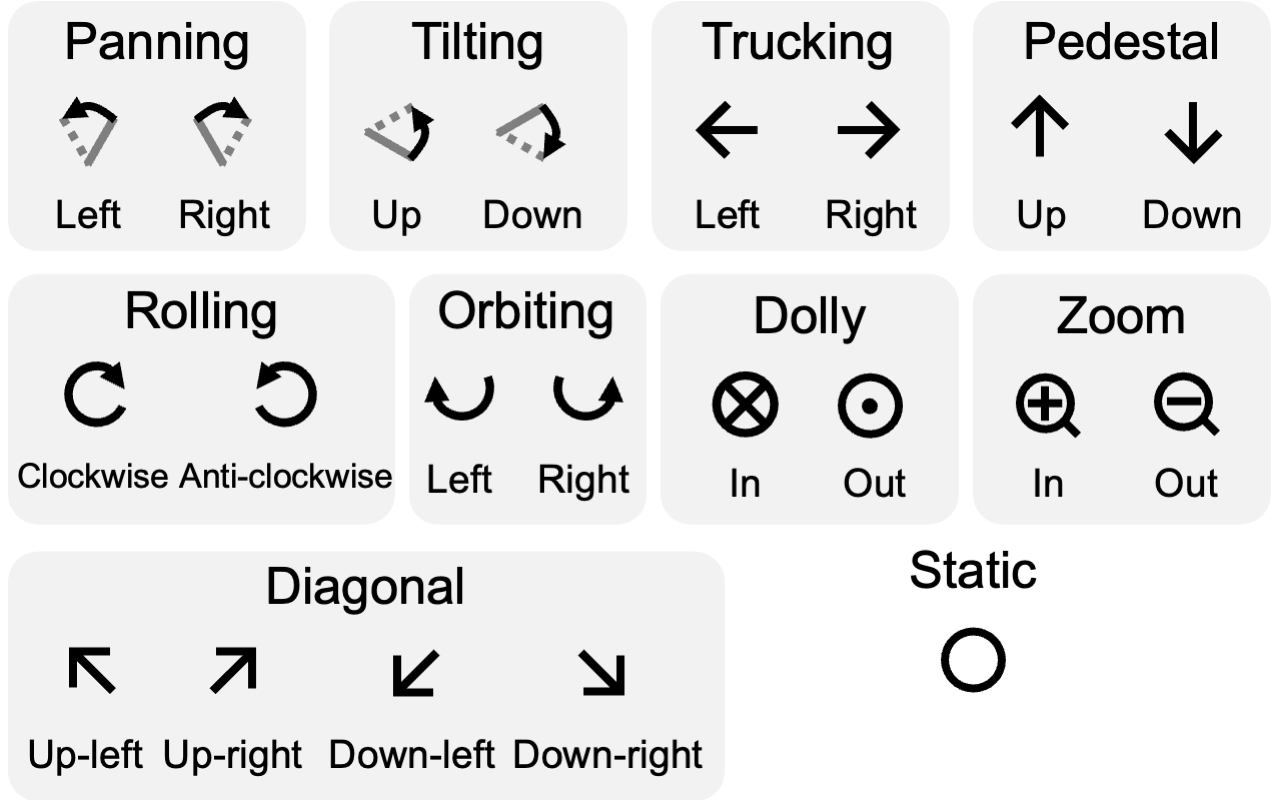 Panning
Left Right
Tilting
Up Down
Trucking
Left Right
Pedestal
Up Down
Rolling
Clockwise Anti-clockwise
Orbiting
Left Right
Dolly
In Out
Zoom
In Out
Diagonal
Up-left Up-right Down-left Down-right
Static